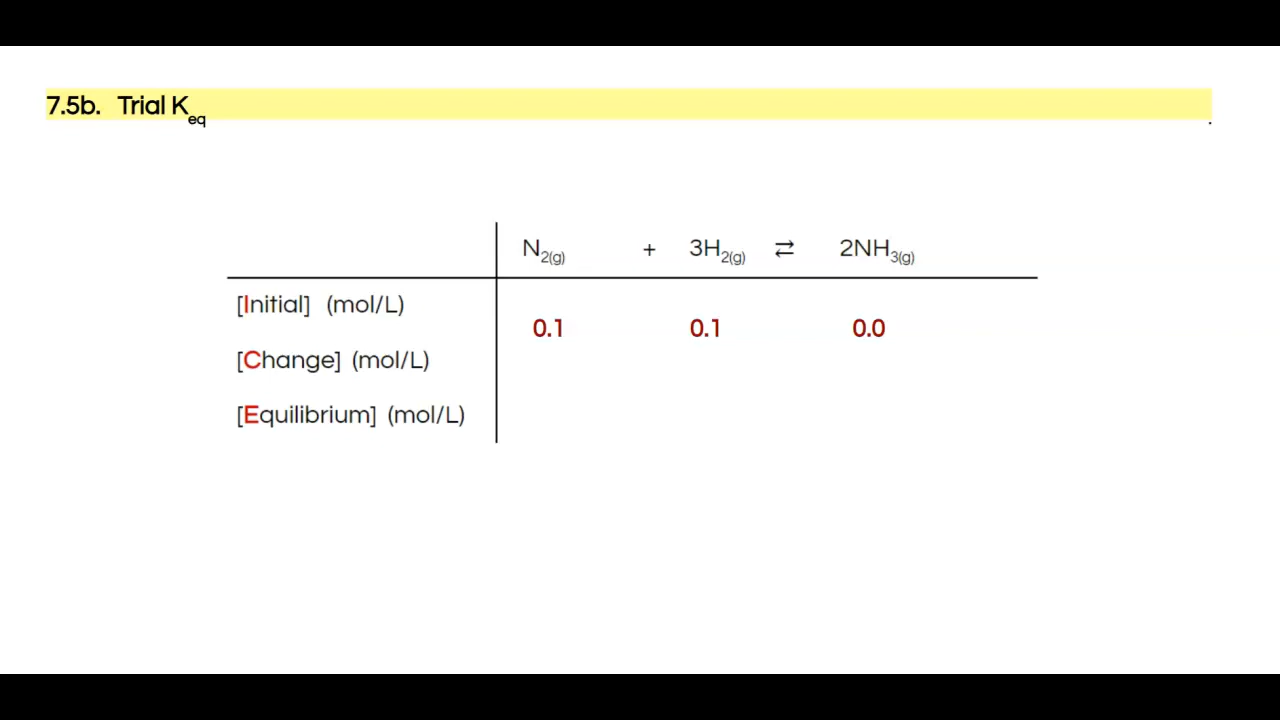 7.5b. Trial Keq .
N2(g) + 3H2(g) ⇄ 2NH3(g)
[Initial] (mol/L)
0.1 0.1 0.0
[Change] (mol/L)
[Equilibrium] (mol/L)